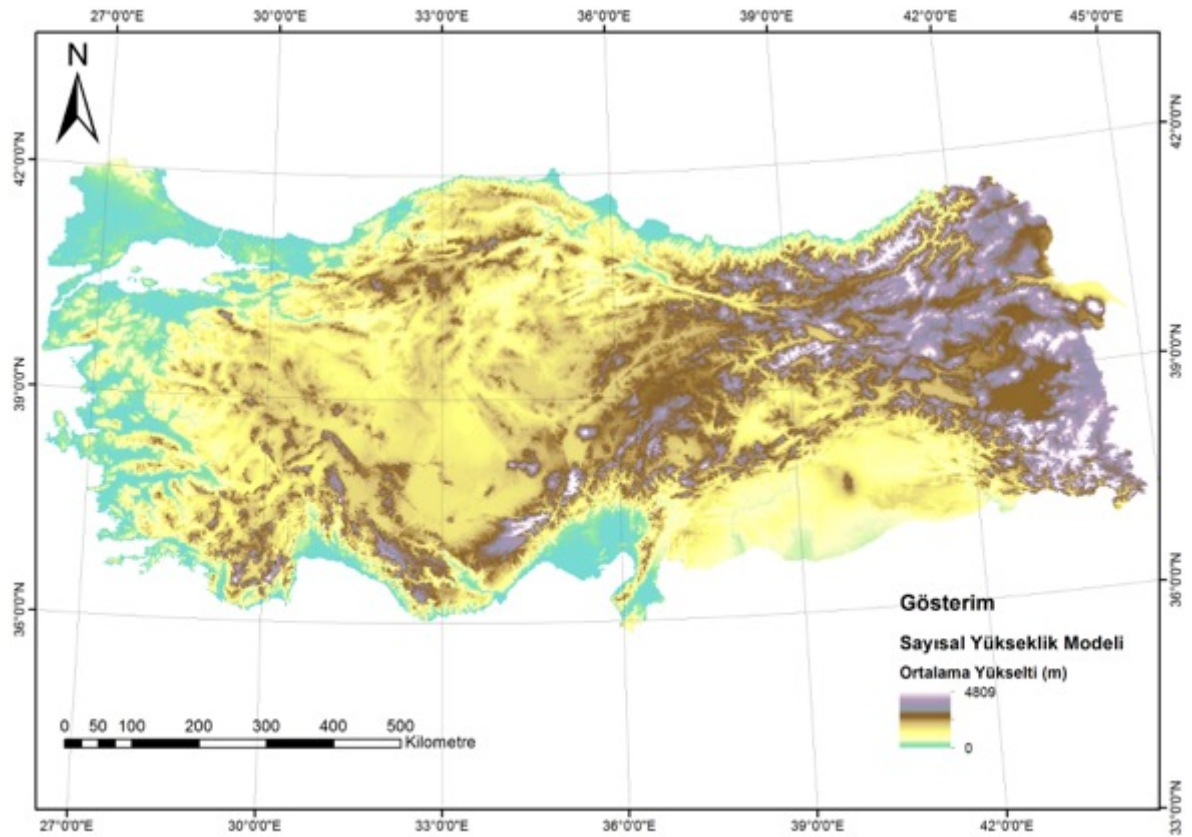 27°0'0"E 30°0'0"E 33°0'0"E 36°0'0"E 39°0'0"E 42°0'0"E 45°0'0"E
N
42°0'0"N
42°0'0"N
39°0'0"N
39°0'0"N
36°0'0"N
36°0'0"N
33°0'0"N
Gösterim
Sayısal Yükseklik Modeli
Ortalama Yükselti (m)
4809
0
0 50 100 200 300 400 500
Kilometre
27°0'0"E 30°0'0"E 33°0'0"E 36°0'0"E 39°0'0"E 42°0'0"E